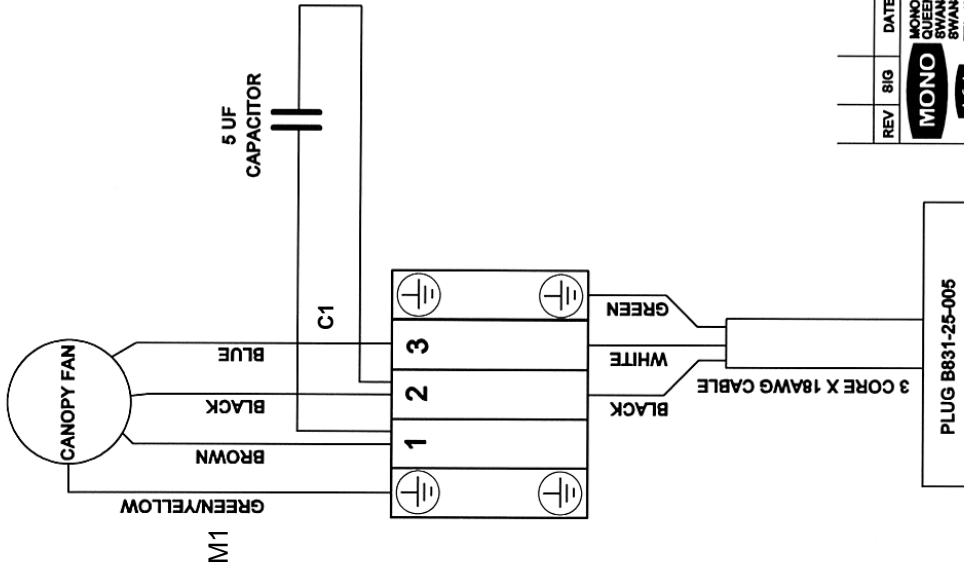 5 UF
CAPACITOR
CANOPY FAN
C1
BLUE
BLACK
BROWN
GREEN/YELLOW
M1
1
2
3
GREEN
WHITE
BLACK
3 CORE X 18AWG CABLE
PLUG B831-25-005
REV SIG DATE
MONO
MONO